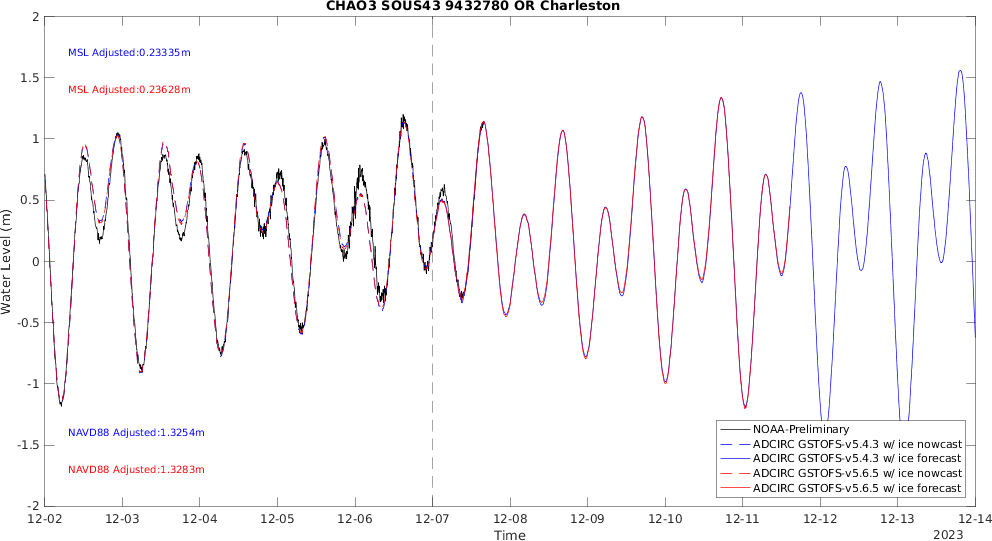 CHAO3 SOUS43 9432780 OR Charleston
MSL Adjusted:0.23335m
MSL Adjusted:0.23628m
NAVD88 Adjusted:1.3254m
NAVD88 Adjusted:1.3283m
Water Level (m)
2
1.5
1
0.5
0
-0.5
-1
-1.5
-2
NOAA-Preliminary
ADCIRC GSTOFS-v5.4.3 w/ ice nowcast
ADCIRC GSTOFS-v5.4.3 w/ ice forecast
ADCIRC GSTOFS-v5.6.5 w/ ice nowcast
ADCIRC GSTOFS-v5.6.5 w/ ice forecast
12-02 12-03 12-04 12-05 12-06 12-07 12-08 12-09 12-10 12-11 12-12 12-13 12-14
Time
2023